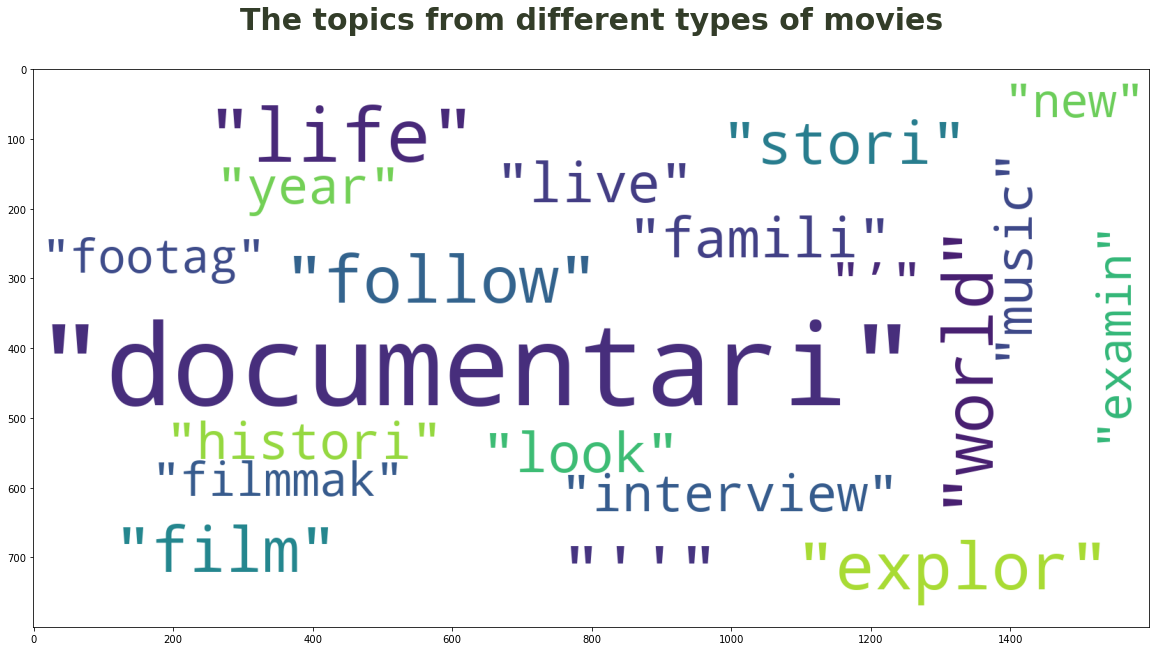 The topics from different types of movies
0
100
200
300
400
500
600
700
"life"
"year"
"live"
"stori"
"new"
"footag"
"follow"
"famili"
"′"
"music"
"world"
"examin"
"documentari"
"histori"
"look"
"filmmak"
"interview"
"film"
"'''"
"explor"
0 200 400 600 800 1000 1200 1400